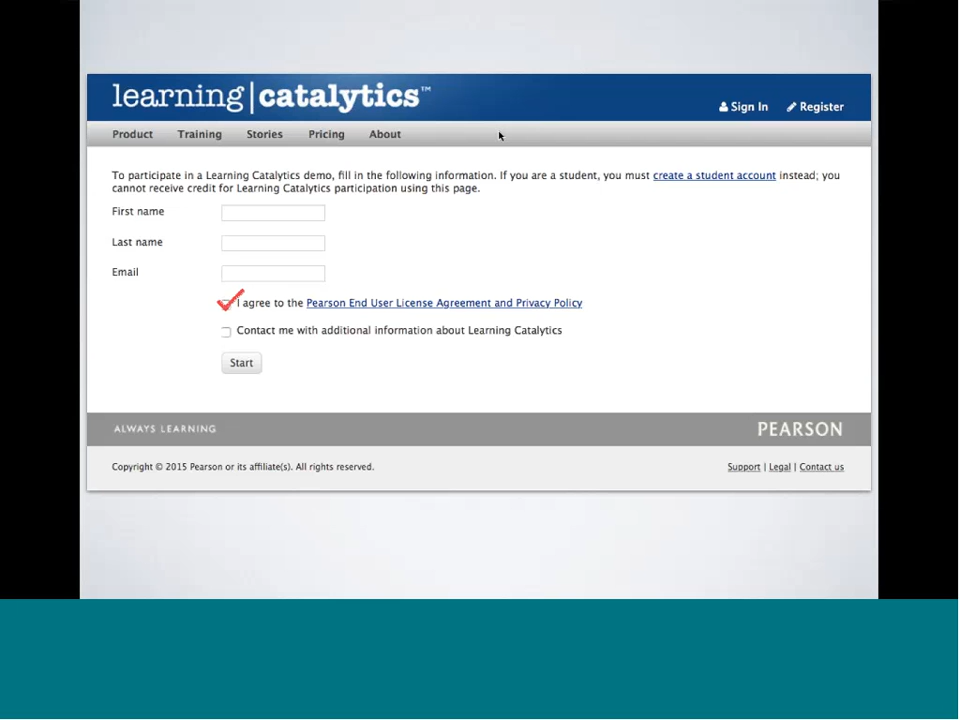 learning|catalytics™
Sign In Register
Product Training Stories Pricing About
To participate in a Learning Catalytics demo, fill in the following information. If you are a student, you must create a student account instead; you
cannot receive credit for Learning Catalytics participation using this page.
First name
Last name
Email
I agree to the Pearson End User License Agreement and Privacy Policy
Contact me with additional information about Learning Catalytics
Start
ALWAYS LEARNING PEARSON
Copyright © 2015 Pearson or its affiliate(s). All rights reserved. Support | Legal | Contact us